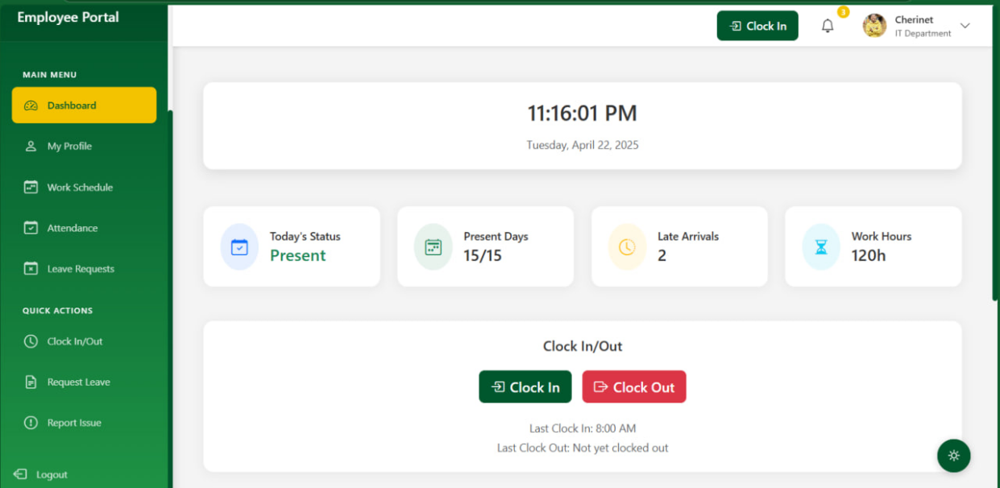 Employee Portal
MAIN MENU
Dashboard
My Profile
Work Schedule
Attendance
Leave Requests
QUICK ACTIONS
Clock In/Out
Request Leave
Report Issue
Logout
Clock In
3
Cherinet
IT Department
11:16:01 PM
Tuesday, April 22, 2025
Today's Status
Present
Present Days
15/15
Late Arrivals
2
Work Hours
120h
Clock In/Out
Clock In
Clock Out
Last Clock In: 8:00 AM
Last Clock Out: Not yet clocked out